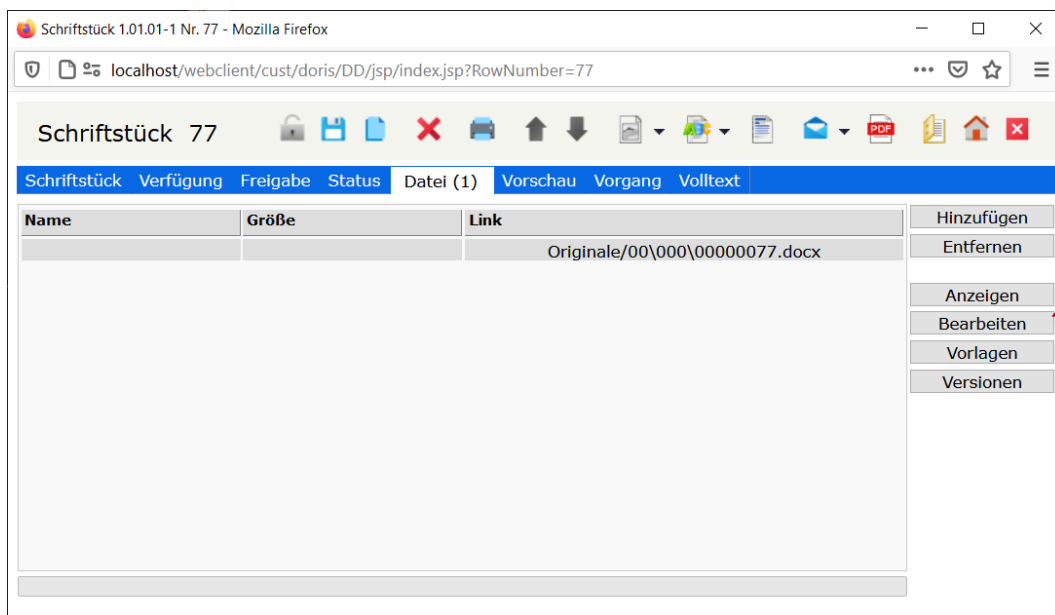 Schriftstück 1.01.01-1 Nr. 77 - Mozilla Firefox
localhost/webclient/cust/doris/DD/jsp/index.jsp?RowNumber=77
Schriftstück 77
PDF
Schriftstück Verfügung Freigabe Status Datei (1) Vorschau Vorgang Volltext
Name Größe Link
Originale/00\000\00000077.docx
Hinzufügen
Entfernen
Anzeigen
Bearbeiten
Vorlagen
Versionen